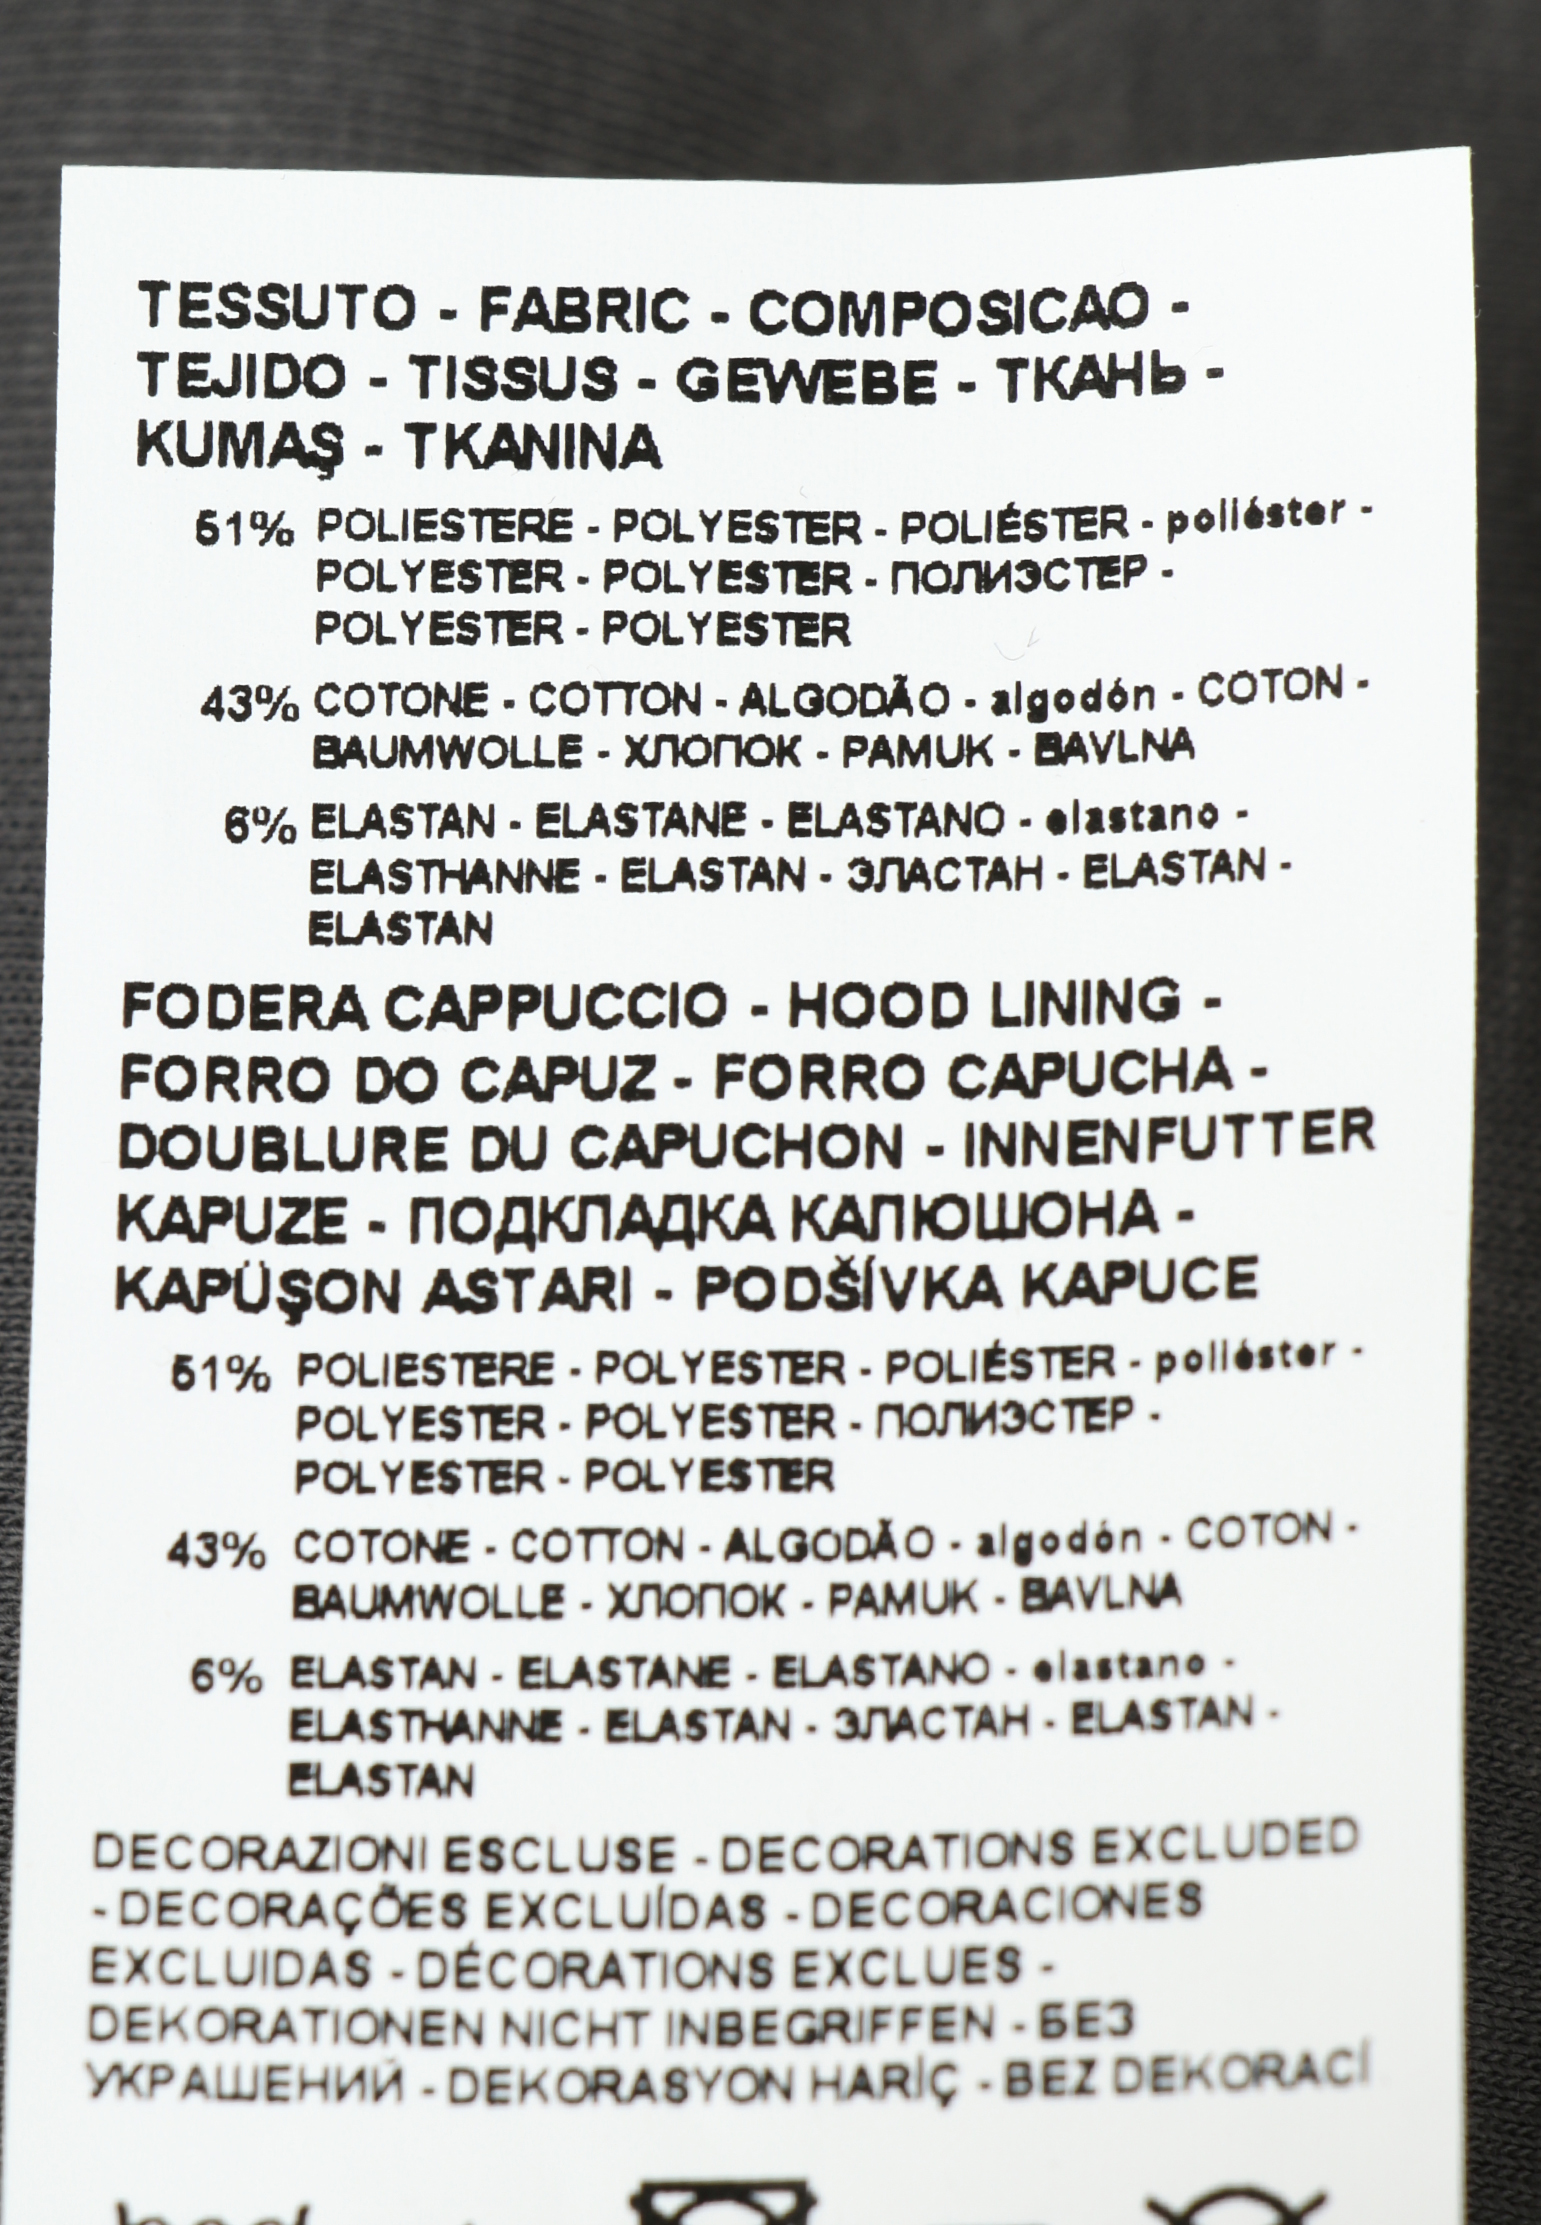 TESSUTO - FABRIC - COMPOSICAO -
TEJIDO - TISSUS - GEWEBE - ТКАНЬ -
KUMAŞ - TKANINA
51% POLIESTERE - POLYESTER - POLIÉSTER - poliéster -
POLYESTER - POLYESTER - ПОЛИЭСТЕР -
POLYESTER - POLYESTER
43% COTONE - COTTON - ALGODÃO - algodón - COTON -
BAUMWOLLE - ХЛОПОК - PAMUK - BAVLNA
6% ELASTAN - ELASTANE - ELASTANO - elastano -
ELASTHANNE - ELASTAN - ЭЛАСТАН - ELASTAN -
ELASTAN
FODERA CAPPUCCIO - HOOD LINING -
FORRO DO CAPUZ - FORRO CAPUCHA -
DOUBLURE DU CAPUCHON - INNENFUTTER
KAPUZE - ПОДКЛАДКА КАПЮШОНА -
KAPÜŞON ASTARI - PODŠÍVKA KAPUCE
51% POLIESTERE - POLYESTER - POLIÉSTER - poliéster -
POLYESTER - POLYESTER - ПОЛИЭСТЕР -
POLYESTER - POLYESTER
43% COTONE - COTTON - ALGODÃO - algodón - COTON -
BAUMWOLLE - ХЛОПОК - PAMUK - BAVLNA
6% ELASTAN - ELASTANE - ELASTANO - elastano -
ELASTHANNE - ELASTAN - ЭЛАСТАН - ELASTAN -
ELASTAN
DECORAZIONI ESCLUSE - DECORATIONS EXCLUDED
- DECORAÇÕES EXCLUÍDAS - DECORACIONES
EXCLUIDAS - DÉCORATIONS EXCLUES -
DEKORATIONEN NICHT INBEGRIFFEN - БЕЗ
УКРАШЕНИЙ - DEKORASYON HARİÇ - BEZ DEKORACÍ